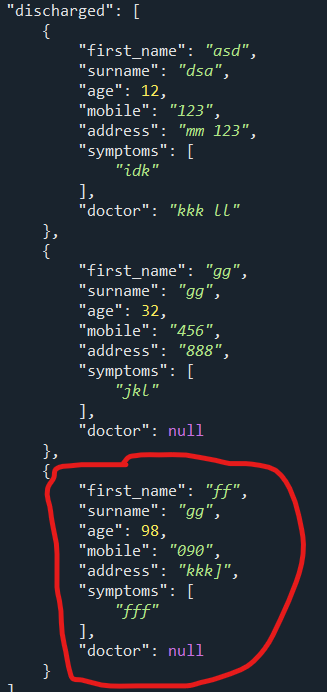 "discharged": [
{
"first_name": "asd",
"surname": "dsa",
"age": 12,
"mobile": "123",
"address": "mm 123",
"symptoms": [
"idk"
],
"doctor": "kkk ll"
},
{
"first_name": "gg",
"surname": "gg",
"age": 32,
"mobile": "456",
"address": "888",
"symptoms": [
"jkl"
],
"doctor": null
},
{
"first_name": "ff",
"surname": "gg",
"age": 98,
"mobile": "090",
"address": "kkk]",
"symptoms": [
"fff"
],
"doctor": null
}
]